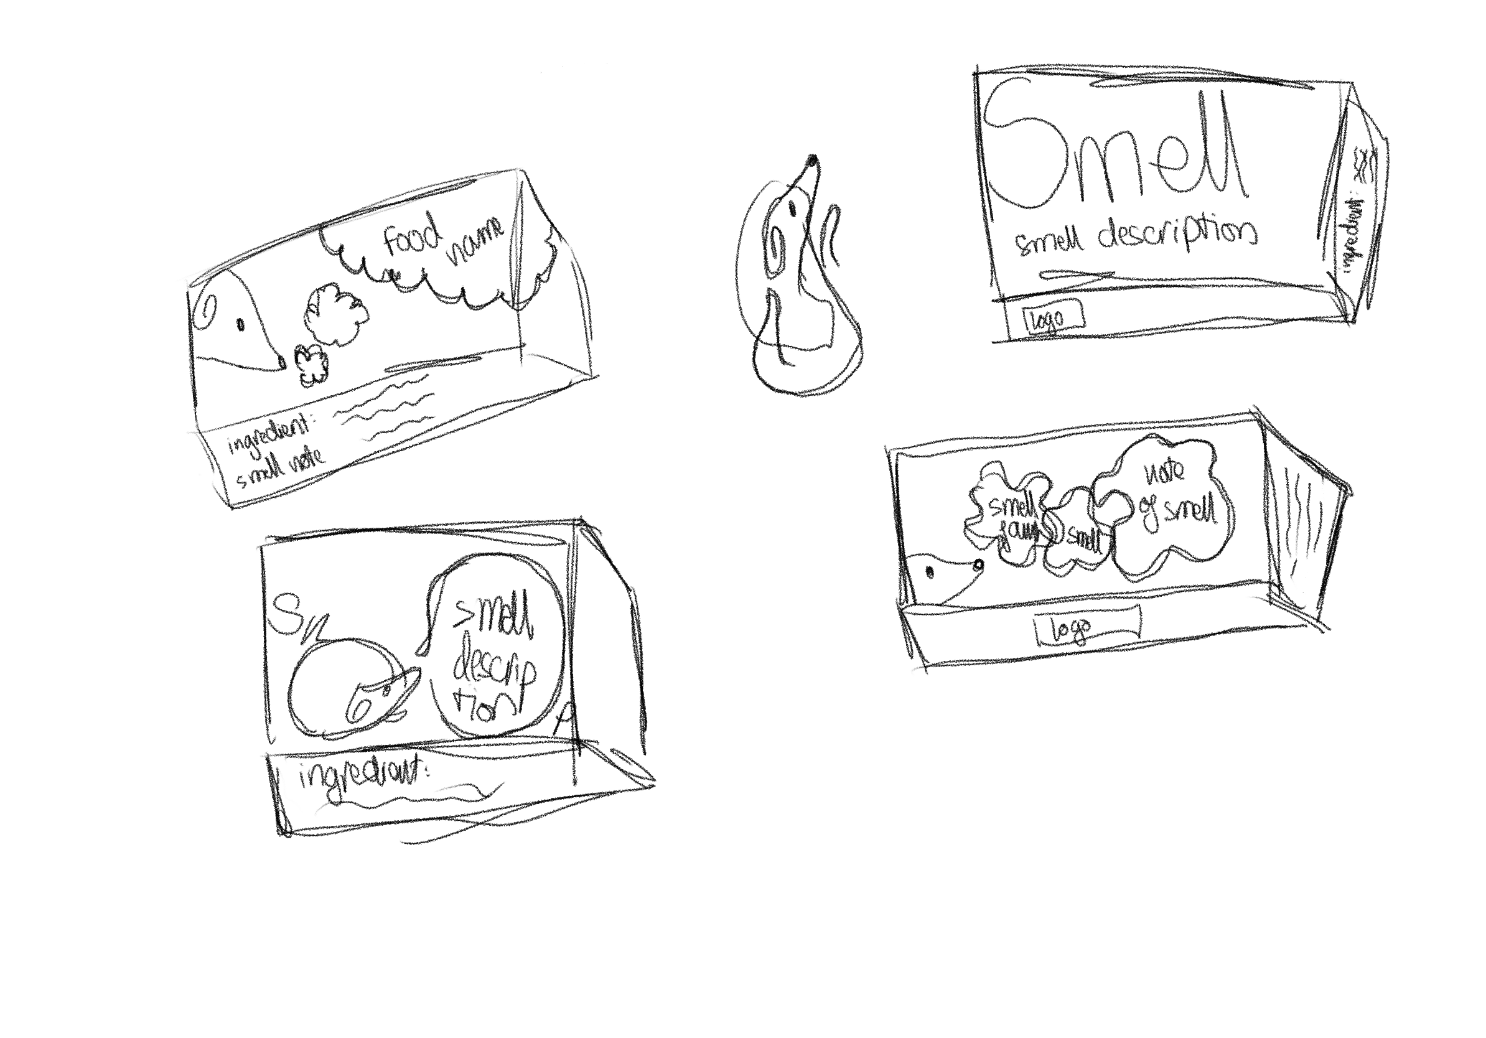 food
name
ingredient:
smell note
Smell
smell description
ingredient:
logo
smell
descrip
tion
ingredient:
smell
smell
note
of smell
logo